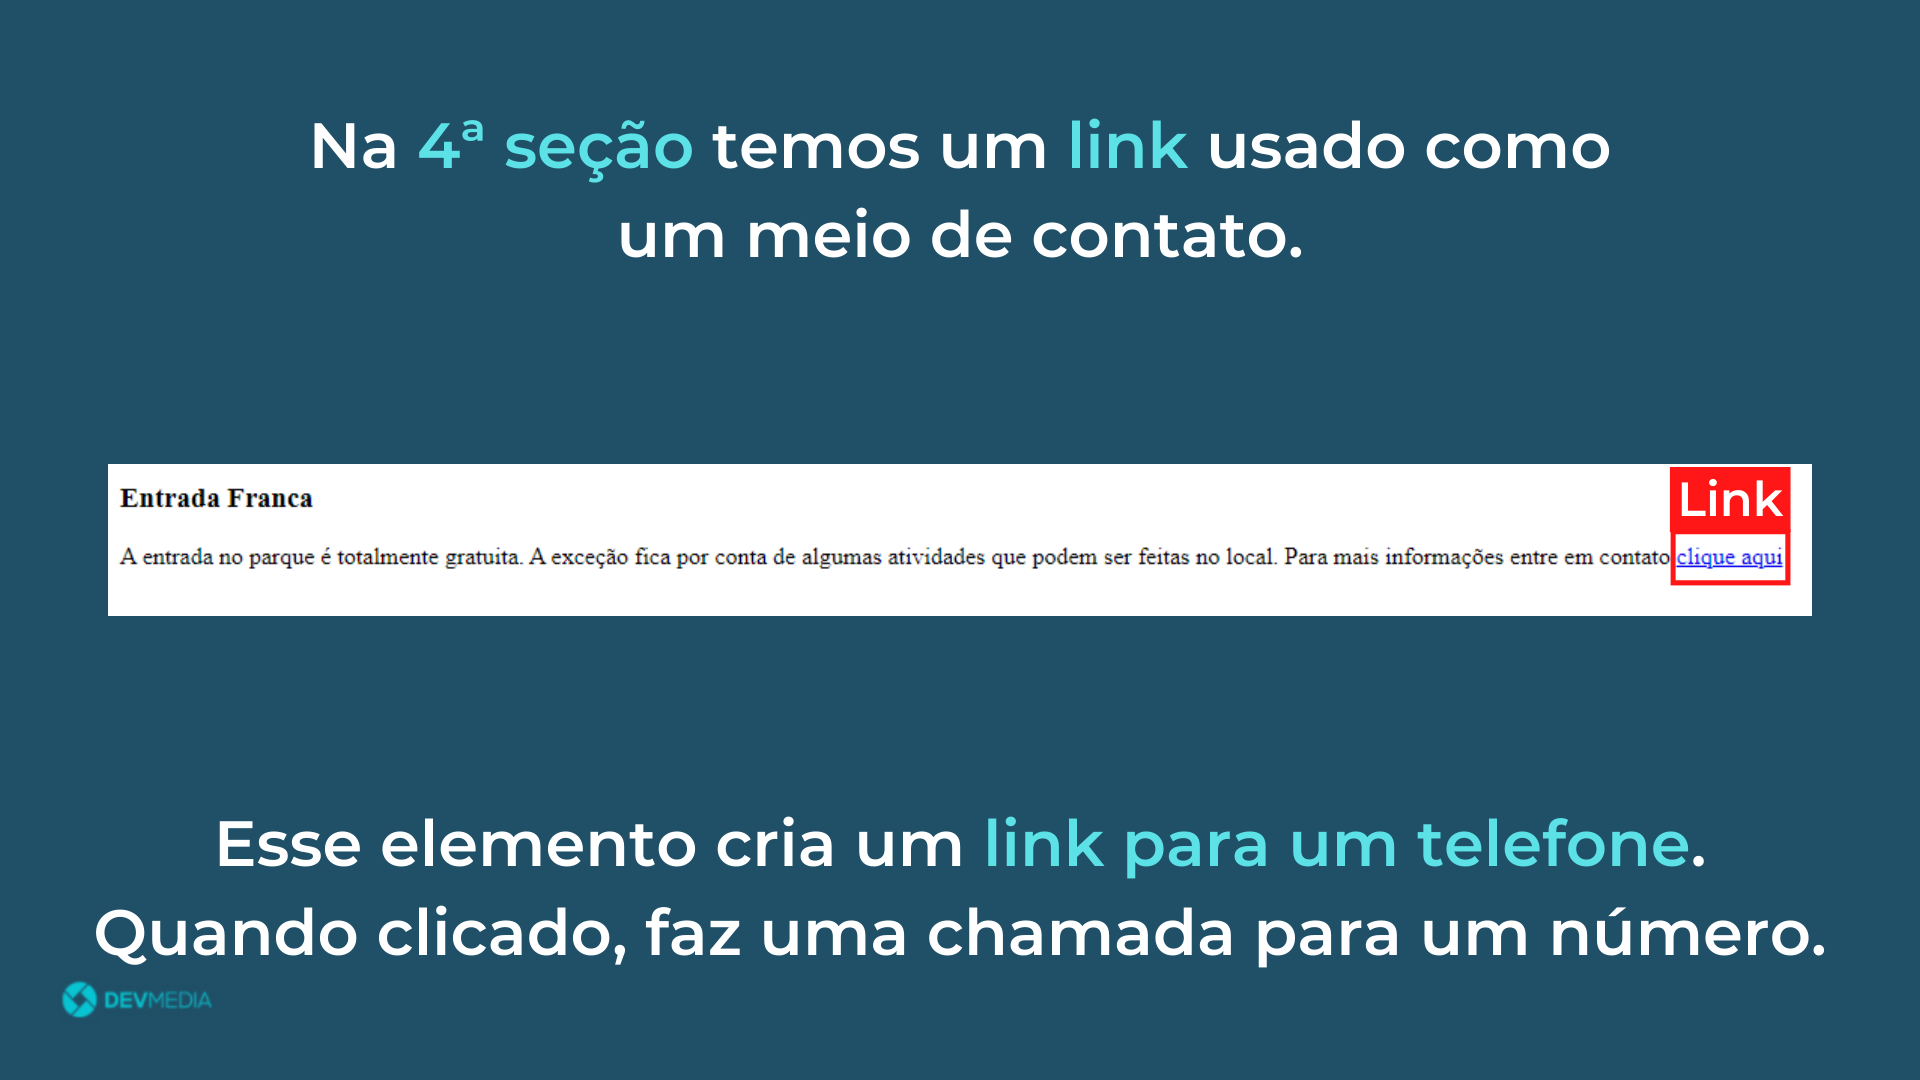 Na 4ª seção temos um link usado como
um meio de contato.
Link
Entrada Franca
A entrada no parque é totalmente gratuita. A exceção fica por conta de algumas atividades que podem ser feitas no local. Para mais informações entre em contato clique aqui
Esse elemento cria um link para um telefone.
Quando clicado, faz uma chamada para um número.
DEVMEDIA